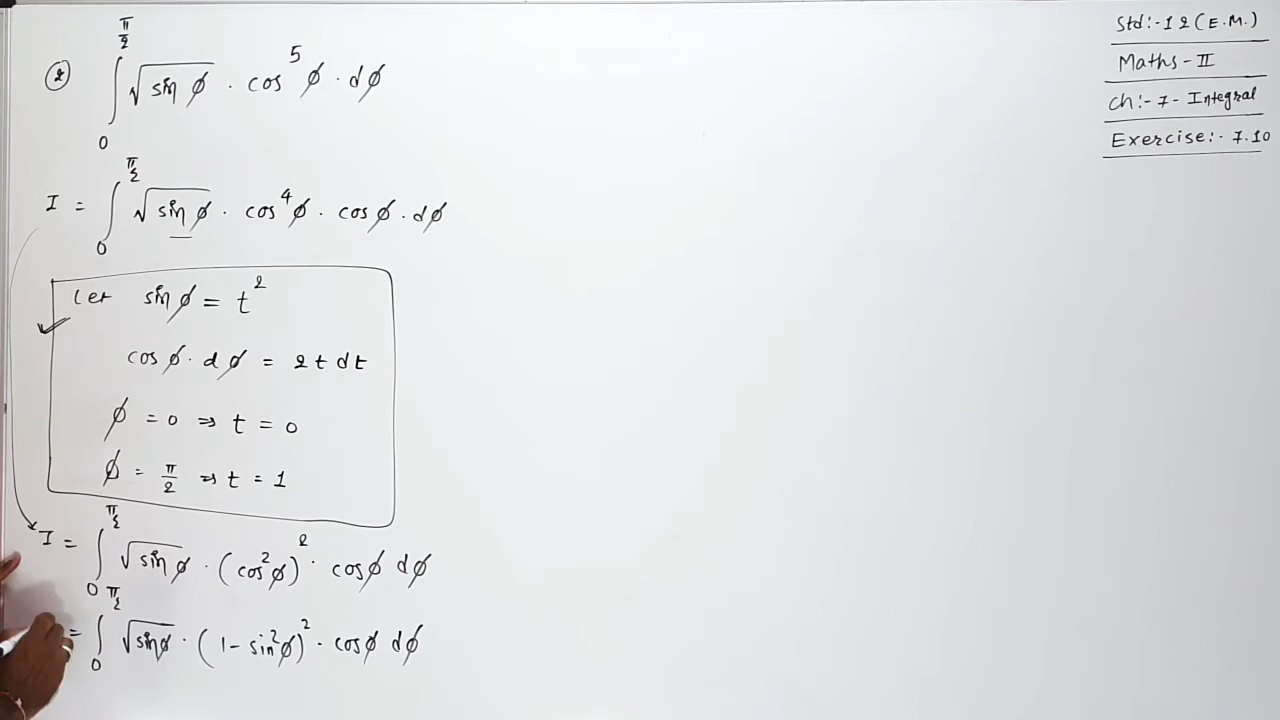 ② ∫₀^{π/2} √sin ϕ · cos⁵ ϕ · dϕ
I = ∫₀^{π/2} √sin ϕ · cos⁴ ϕ · cos ϕ · dϕ
Let sin ϕ = t²
cos ϕ · dϕ = 2t dt
ϕ = 0 ⇒ t = 0
ϕ = π/2 ⇒ t = 1
I = ∫₀^{π/2} √sin ϕ · (cos² ϕ)² · cos ϕ dϕ
= ∫₀^{π/2} √sin ϕ · (1 - sin² ϕ)² · cos ϕ dϕ
Std:-12 (E.M.)
Maths - II
Ch:- 7 - Integral
Exercise:- 7.10